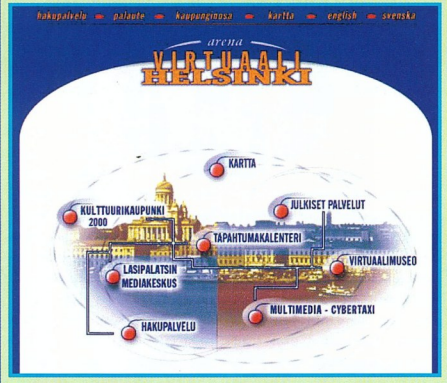 hakupalvelu palaute kaupunginosa kartta english svenska
arena
VIRTUAALI
HELSINKI
KARTTA
KULTTUURIKAUPUNKI
2000
JULKISET PALVELUT
TAPAHTUMAKALENTERI
LASIPALATSIN
MEDIAKESKUS
VIRTUAALIMUSEO
MULTIMEDIA - CYBERTAXI
HAKUPALVELU